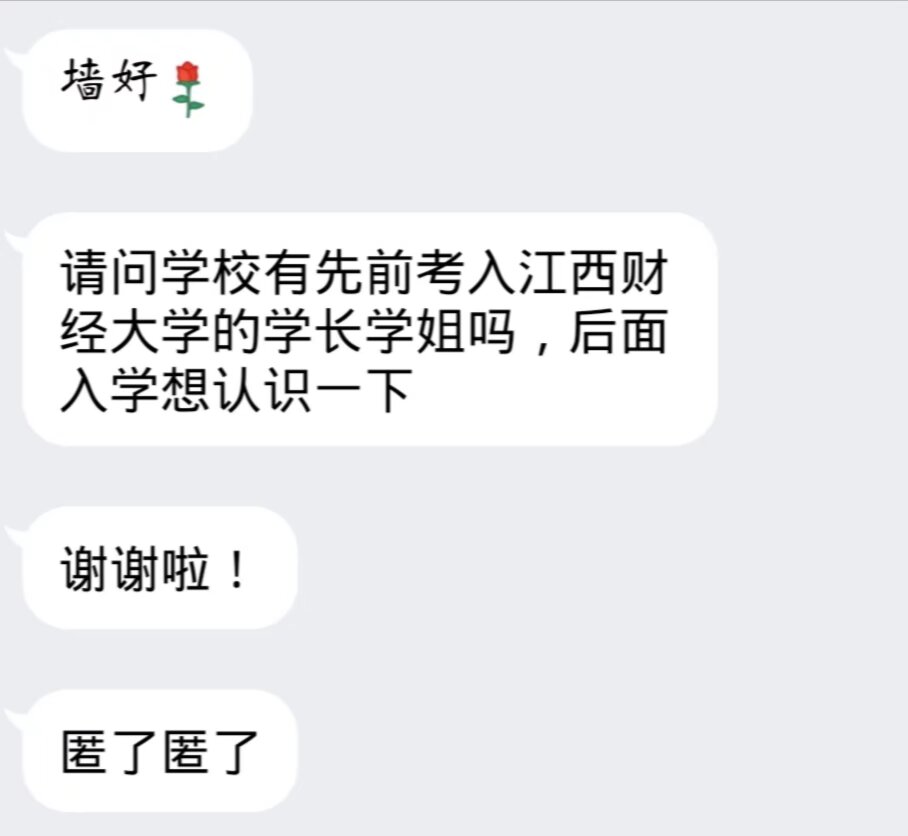 墙好🌹
请问学校有先前考入江西财
经大学的学长学姐吗，后面
入学想认识一下
谢谢啦！
匿了匿了